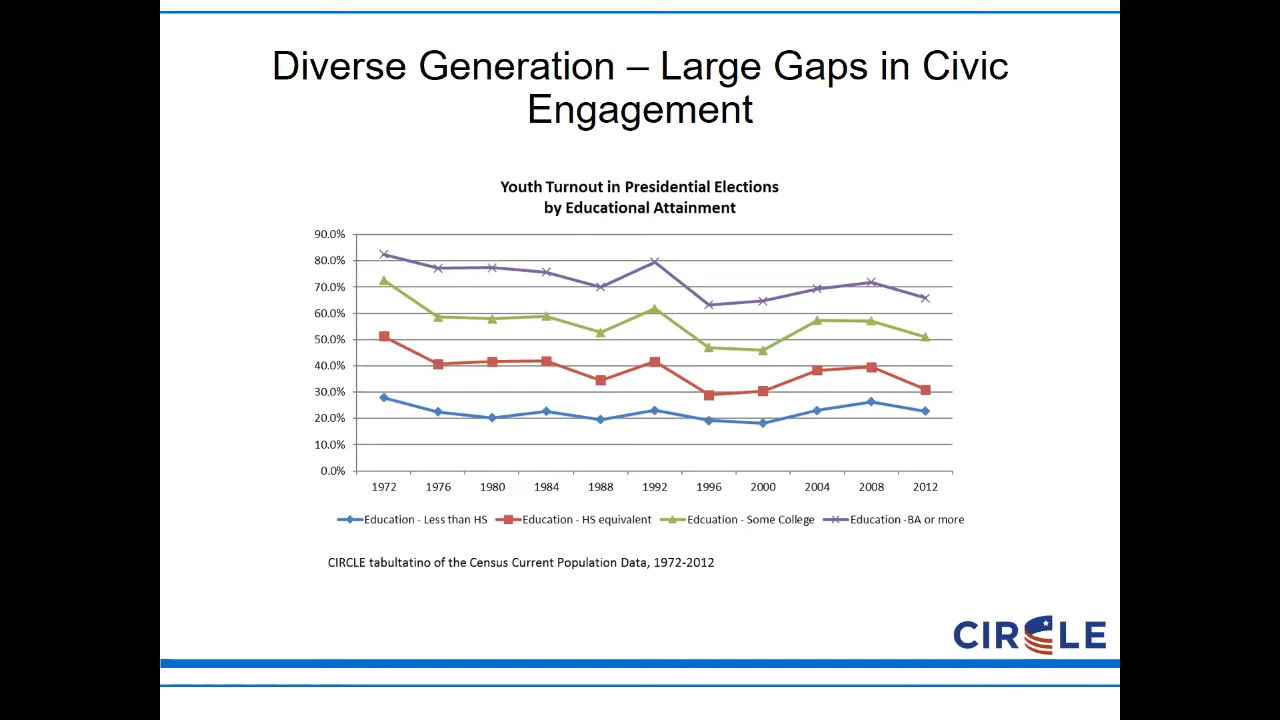 Diverse Generation – Large Gaps in Civic
Engagement
Youth Turnout in Presidential Elections
by Educational Attainment
90.0%
80.0%
70.0%
60.0%
50.0%
40.0%
30.0%
20.0%
10.0%
0.0%
1972 1976 1980 1984 1988 1992 1996 2000 2004 2008 2012
Education - Less than HS Education - HS equivalent Edcuation - Some College Education -BA or more
CIRCLE tabultatino of the Census Current Population Data, 1972-2012
CIRCLE